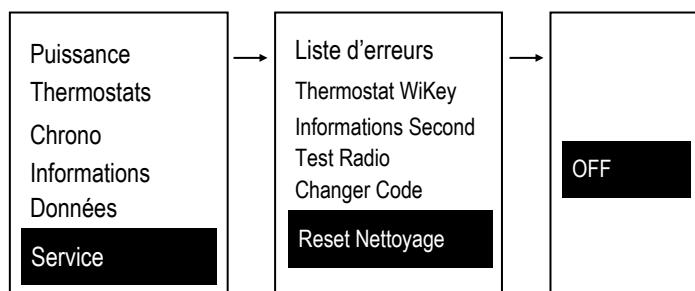 Puissance
Thermostats
Chrono
Informations
Données
Service
Liste d'erreurs
Thermostat WiKey
Informations Second
Test Radio
Changer Code
Reset Nettoyage
OFF